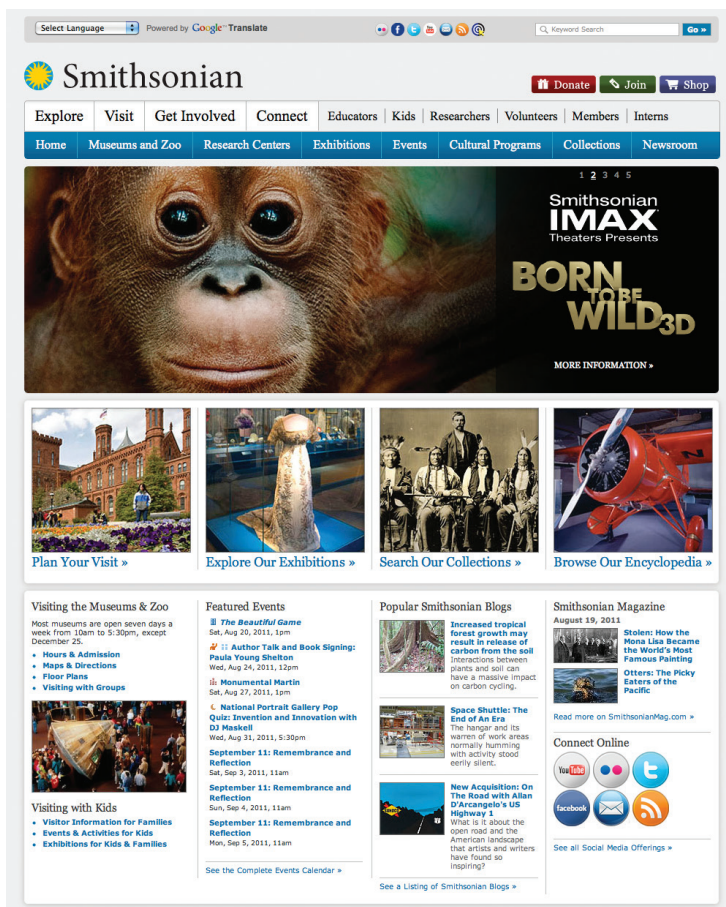 Select Language
Powered by Google™ Translate
Keyword Search
Go »
Smithsonian
Donate
Join
Shop
Explore
Visit
Get Involved
Connect
Educators
Kids
Researchers
Volunteers
Members
Interns
Home
Museums and Zoo
Research Centers
Exhibitions
Events
Cultural Programs
Collections
Newsroom
1 2 3 4 5
Smithsonian
IMAX
Theaters Presents
BORN
TO BE
WILD3D
MORE INFORMATION »
Plan Your Visit »
Explore Our Exhibitions »
Search Our Collections »
Browse Our Encyclopedia »
Visiting the Museums & Zoo
Most museums are open seven days a
week from 10am to 5:30pm, except
December 25.
• Hours & Admission
• Maps & Directions
• Floor Plans
• Visiting with Groups
Visiting with Kids
• Visitor Information for Families
• Events & Activities for Kids
• Exhibitions for Kids & Families
Featured Events
The Beautiful Game
Sat, Aug 20, 2011, 1pm
Author Talk and Book Signing:
Paula Young Shelton
Wed, Aug 24, 2011, 12pm
Monumental Martin
Sat, Aug 27, 2011, 1pm
National Portrait Gallery Pop
Quiz: Invention and Innovation with
DJ Maskell
Wed, Aug 31, 2011, 5:30pm
September 11: Remembrance and
Reflection
Sat, Sep 3, 2011, 11am
September 11: Remembrance and
Reflection
Sun, Sep 4, 2011, 11am
September 11: Remembrance and
Reflection
Mon, Sep 5, 2011, 11am
See the Complete Events Calendar »
Popular Smithsonian Blogs
Increased tropical
forest growth may
result in release of
carbon from the soil
Interactions between
plants and soil can
have a massive impact
on carbon cycling.
Space Shuttle: The
End of An Era
The hangar and its
warren of work areas
normally humming
with activity stood
eerily silent.
New Acquisition: On
The Road with Allan
D'Arcangelo's US
Highway 1
What is it about the
open road and the
American landscape
that artists and writers
have found so
inspiring?
See a Listing of Smithsonian Blogs »
Smithsonian Magazine
August 19, 2011
Stolen: How the
Mona Lisa Became
the World's Most
Famous Painting
Otters: The Picky
Eaters of the
Pacific
Read more on SmithsonianMag.com »
Connect Online
You Tube
facebook
See all Social Media Offerings »